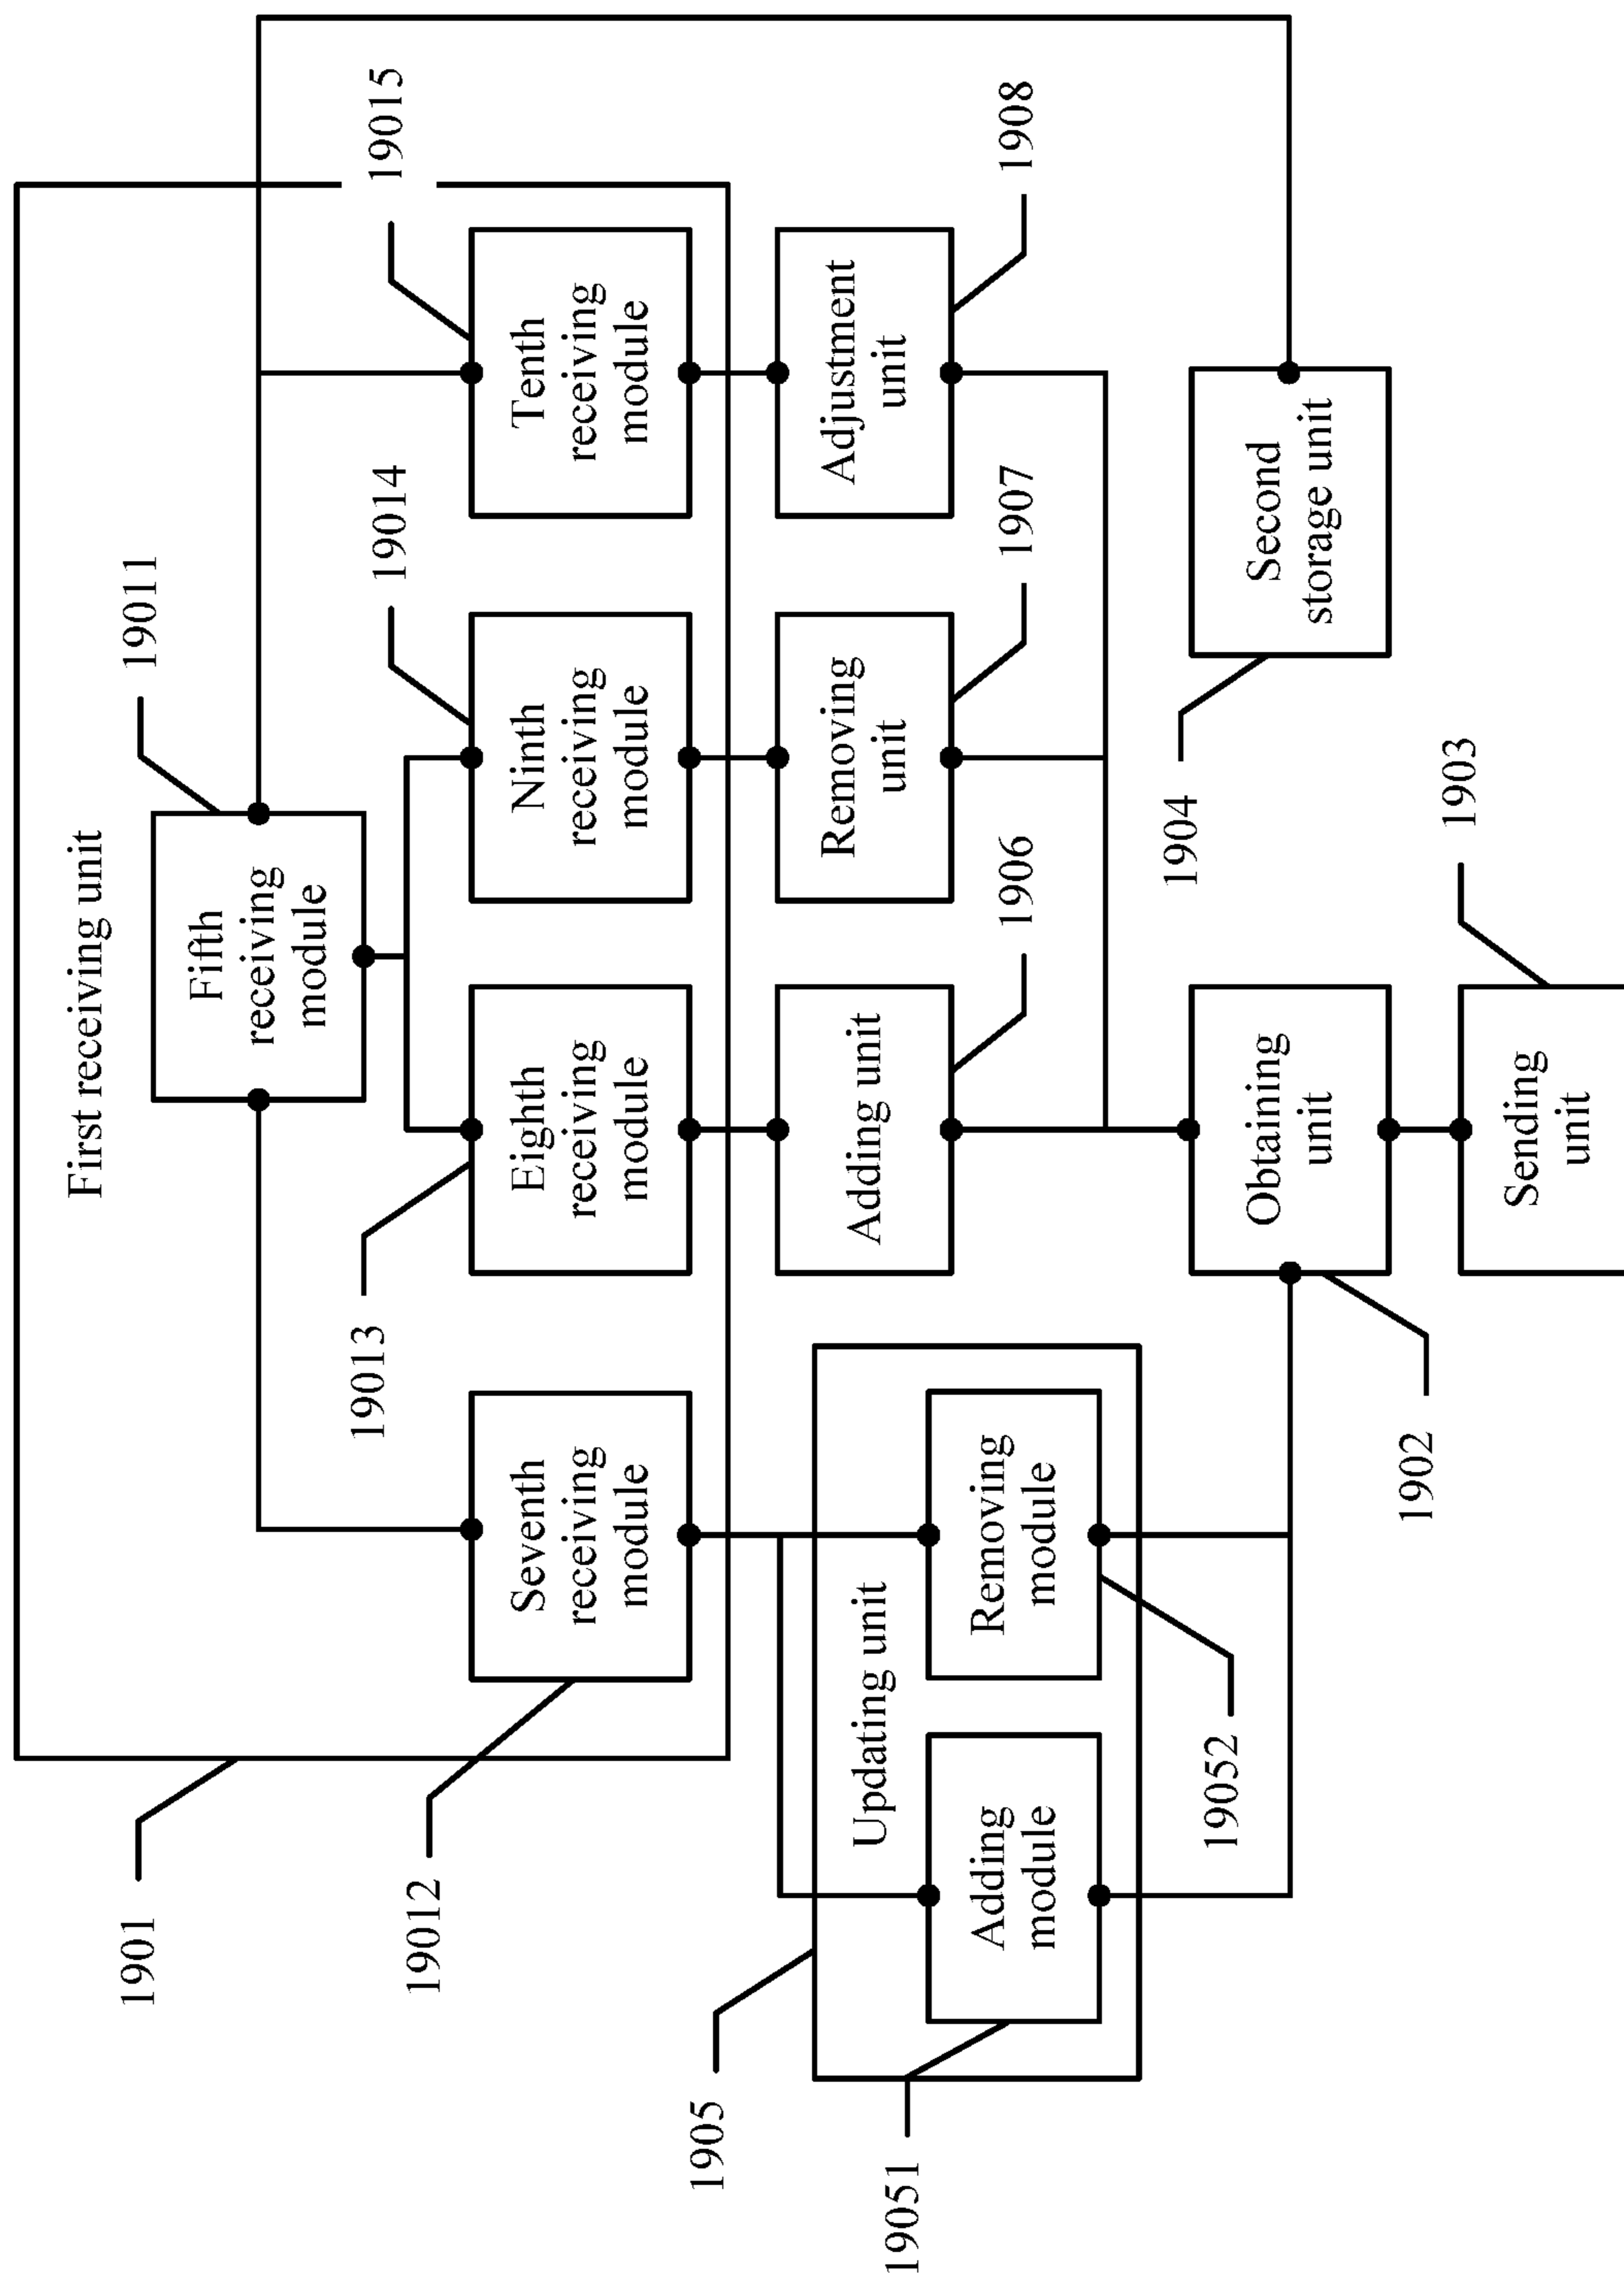 First receiving unit
1901
19011
Fifth
receiving
module
19012
19013
19014
19015
Seventh
receiving
module
Eighth
receiving
module
Ninth
receiving
module
Tenth
receiving
module
1905
Updating unit
19051
Adding
module
Removing
module
19052
Adding unit
1906
Removing
unit
1907
Adjustment
unit
1908
1902
Obtaining
unit
1904
Second
storage unit
1903
Sending
unit